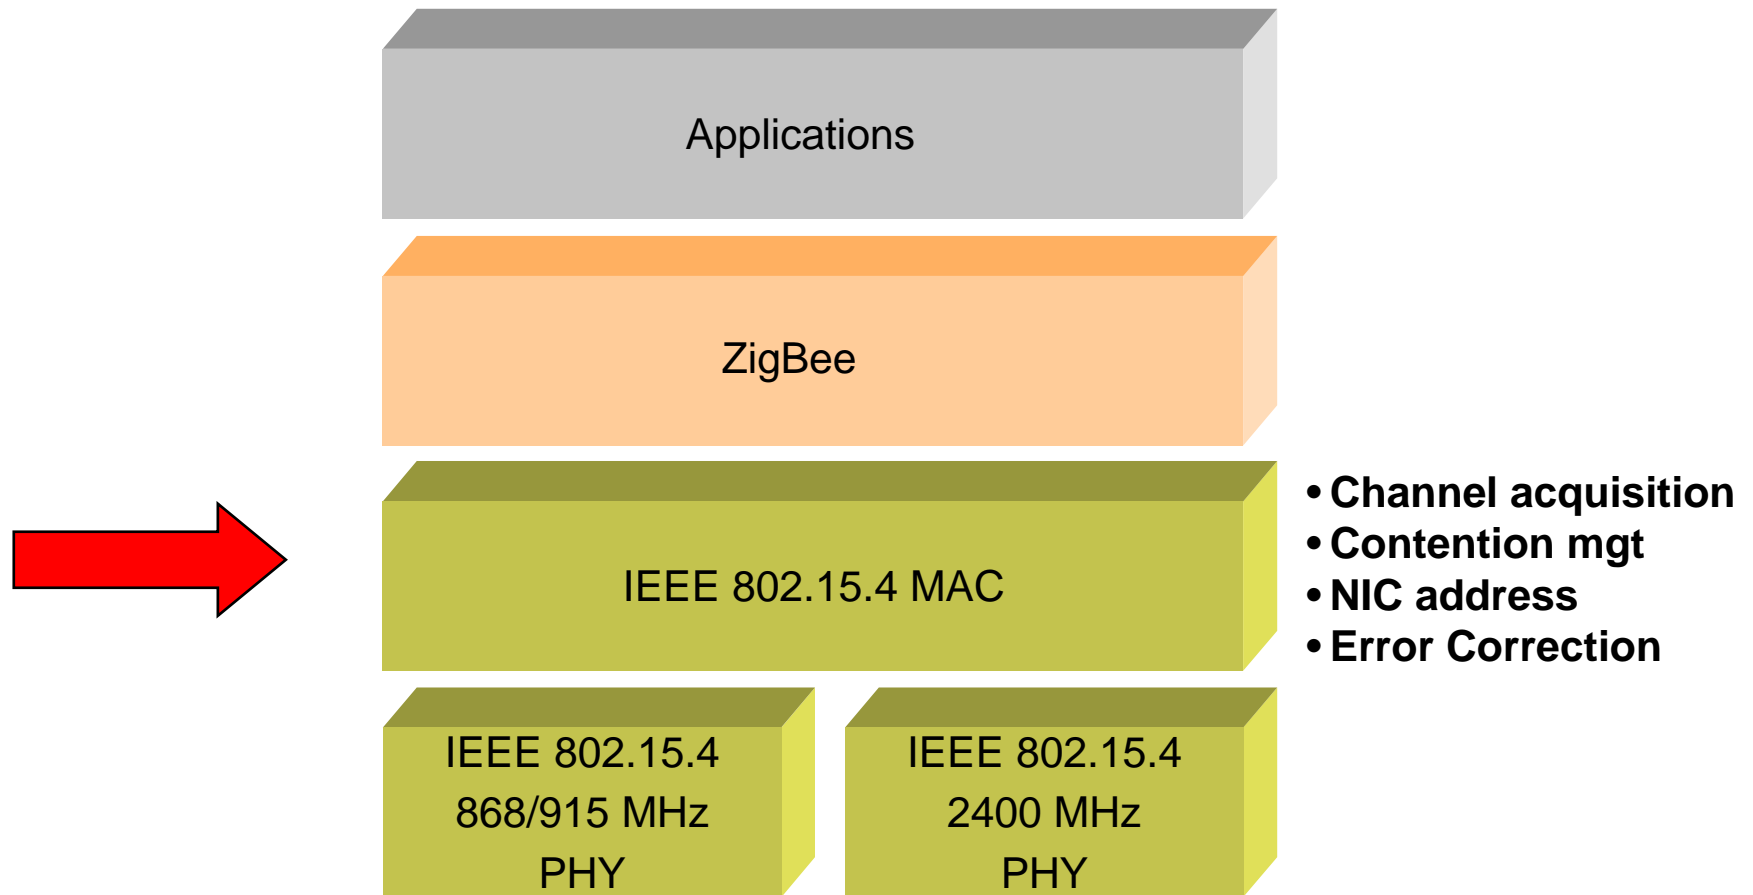 Applications
ZigBee
IEEE 802.15.4 MAC
• Channel acquisition
• Contention mgt
• NIC address
• Error Correction
IEEE 802.15.4
868/915 MHz
PHY
IEEE 802.15.4
2400 MHz
PHY